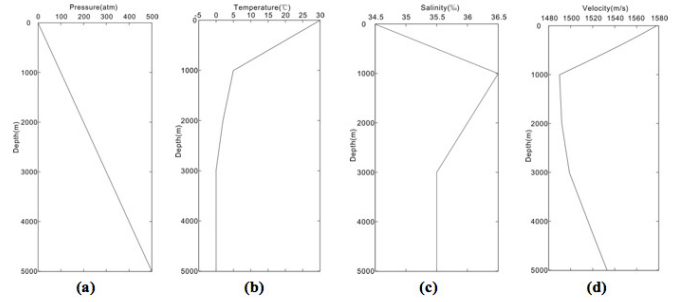 Pressure(atm)
0 100 200 300 400 500
0
1000
2000
3000
4000
5000
Depth(m)
(a)
Temperature(℃)
-5 0 5 10 15 20 25 30
0
1000
2000
3000
4000
5000
Depth(m)
(b)
Salinity(‰)
34.5 35 35.5 36 36.5
0
1000
2000
3000
4000
5000
Depth(m)
(c)
Velocity(m/s)
1480 1500 1520 1540 1560 1580
0
1000
2000
3000
4000
5000
Depth(m)
(d)